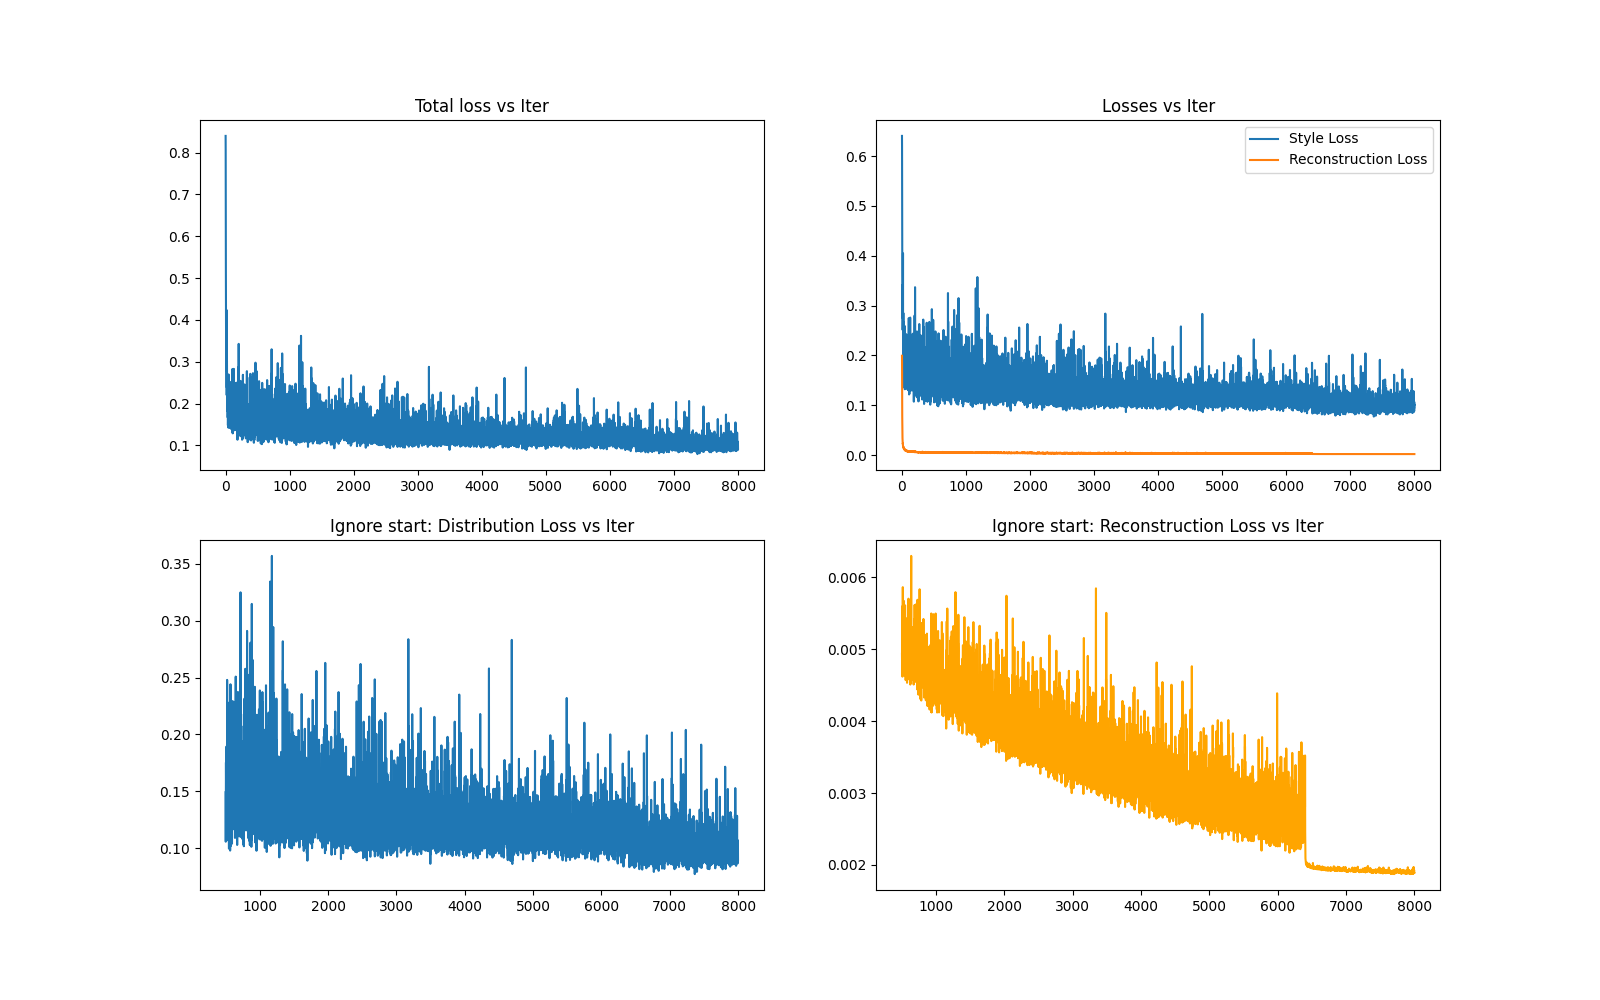 Total loss vs Iter
0.8
0.7
0.6
0.5
0.4
0.3
0.2
0.1
0 1000 2000 3000 4000 5000 6000 7000 8000
Losses vs Iter
Style Loss
Reconstruction Loss
0.6
0.5
0.4
0.3
0.2
0.1
0.0
0 1000 2000 3000 4000 5000 6000 7000 8000
Ignore start: Distribution Loss vs Iter
0.35
0.30
0.25
0.20
0.15
0.10
1000 2000 3000 4000 5000 6000 7000 8000
Ignore start: Reconstruction Loss vs Iter
0.006
0.005
0.004
0.003
0.002
1000 2000 3000 4000 5000 6000 7000 8000